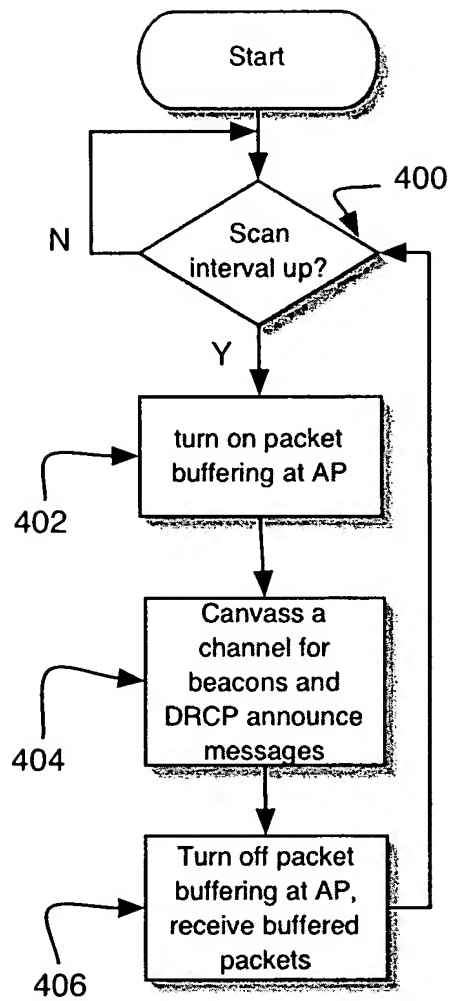 Start
400
N
Scan
interval up?
Y
turn on packet
buffering at AP
402
Canvass a
channel for
beacons and
DRCP announce
messages
404
Turn off packet
buffering at AP,
receive buffered
packets
406